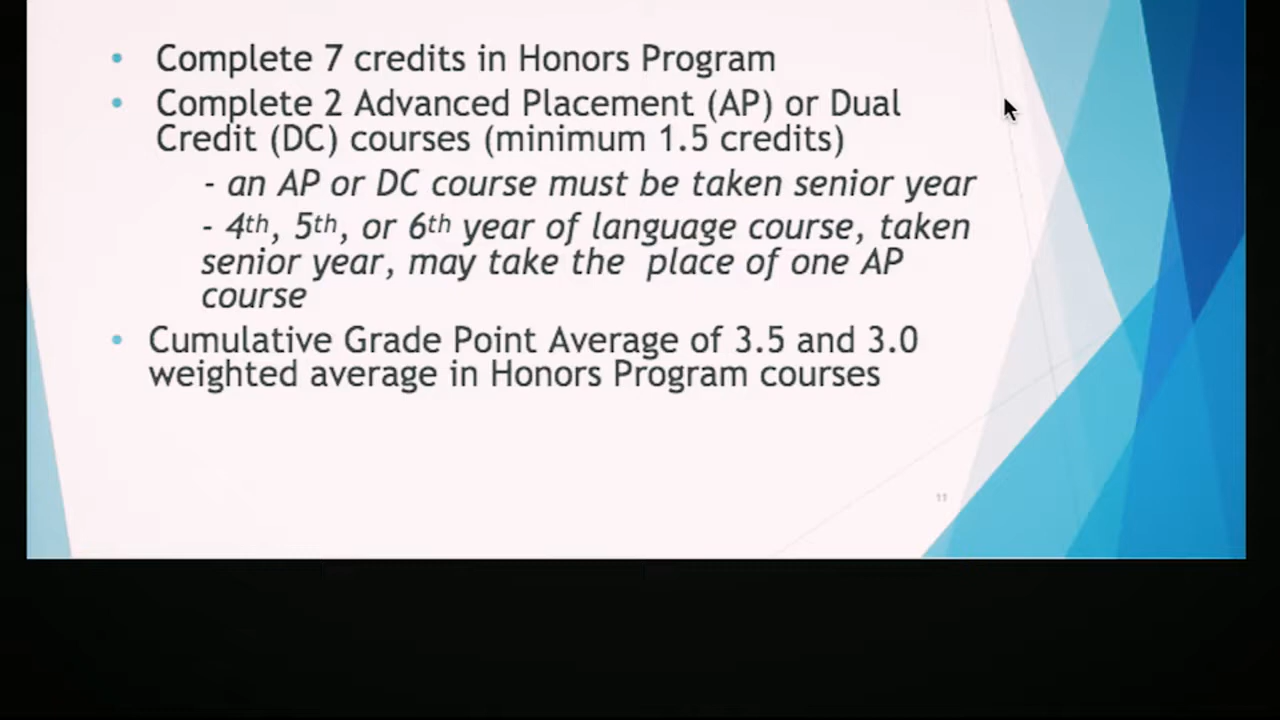 • Complete 7 credits in Honors Program
• Complete 2 Advanced Placement (AP) or Dual
Credit (DC) courses (minimum 1.5 credits)
- an AP or DC course must be taken senior year
- 4th, 5th, or 6th year of language course, taken
senior year, may take the place of one AP
course
• Cumulative Grade Point Average of 3.5 and 3.0
weighted average in Honors Program courses
11